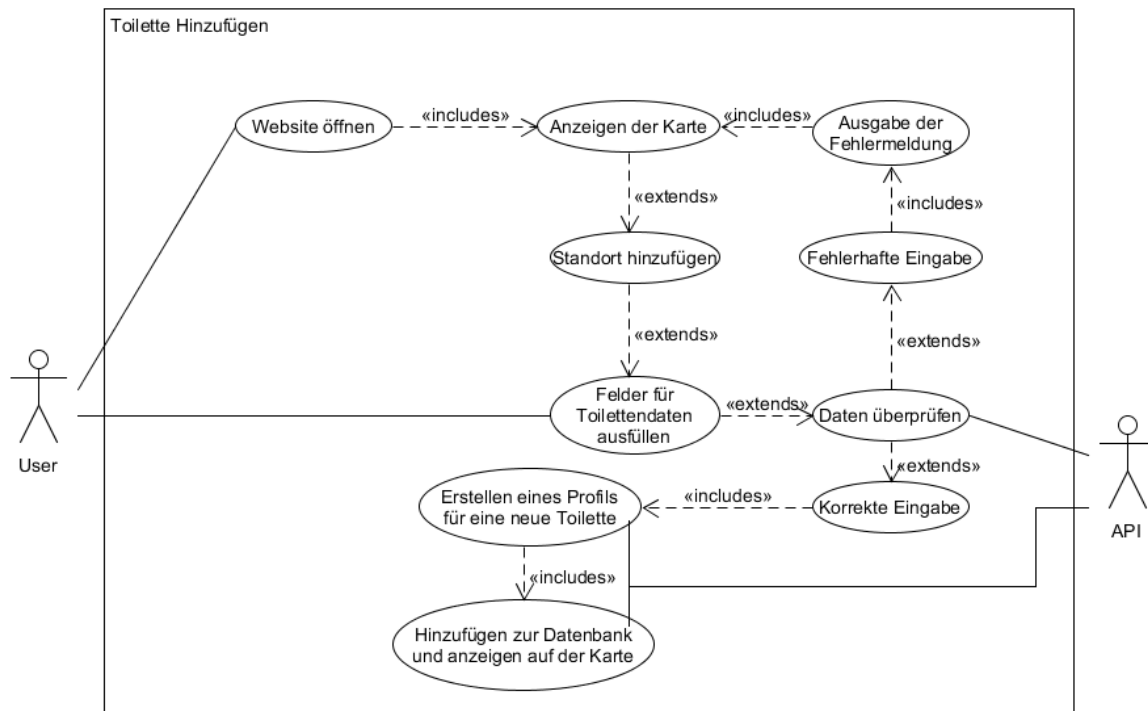 Toilette Hinzufügen
Website öffnen
«includes»
Anzeigen der Karte
«includes»
Ausgabe der
Fehlermeldung
«extends»
«includes»
Standort hinzufügen
Fehlerhafte Eingabe
«extends»
«extends»
Felder für
Toilettendaten
ausfüllen
«extends»
Daten überprüfen
User
API
«extends»
Erstellen eines Profils
für eine neue Toilette
«includes»
Korrekte Eingabe
«includes»
Hinzufügen zur Datenbank
und anzeigen auf der Karte